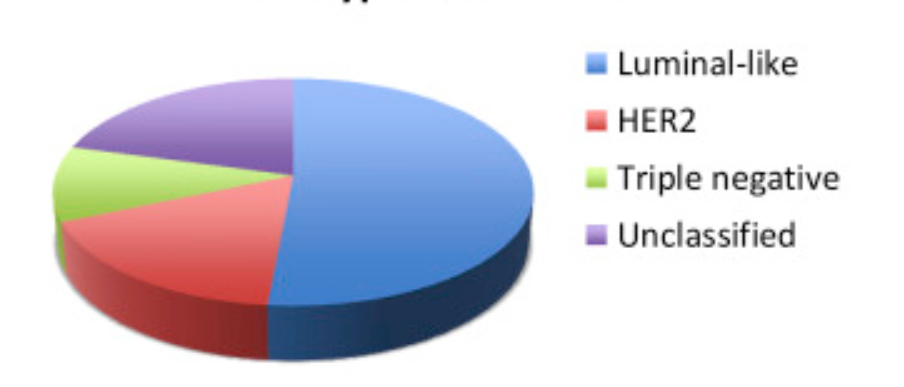 Luminal-like
HER2
Triple negative
Unclassified